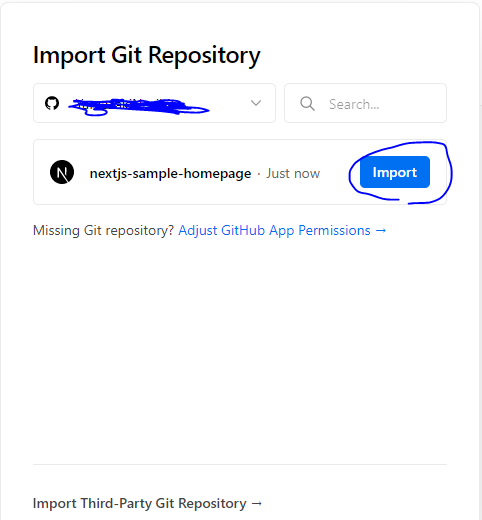 Import Git Repository
Search...
nextjs-sample-homepage · Just now
Import
Missing Git repository? Adjust GitHub App Permissions →
Import Third-Party Git Repository →